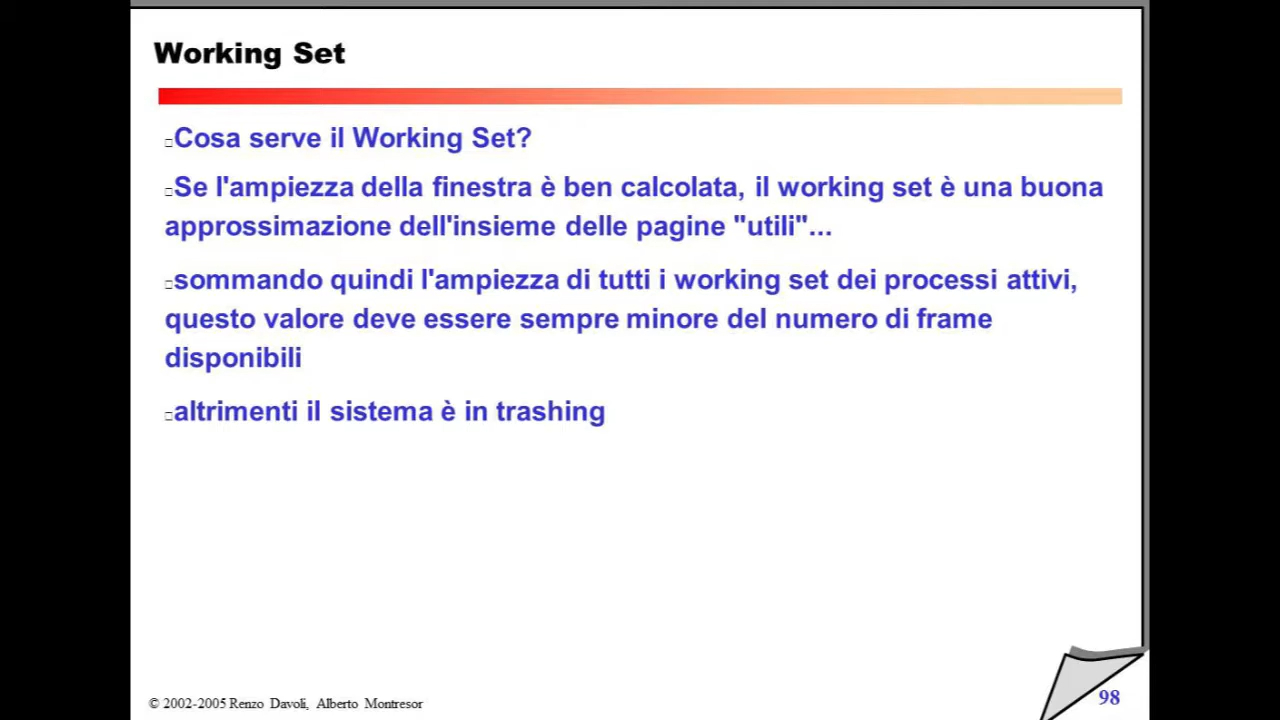 Working Set
Cosa serve il Working Set?
Se l'ampiezza della finestra è ben calcolata, il working set è una buona
approssimazione dell'insieme delle pagine "utili"...
sommando quindi l'ampiezza di tutti i working set dei processi attivi,
questo valore deve essere sempre minore del numero di frame
disponibili
altrimenti il sistema è in trashing
© 2002-2005 Renzo Davoli, Alberto Montresor
98